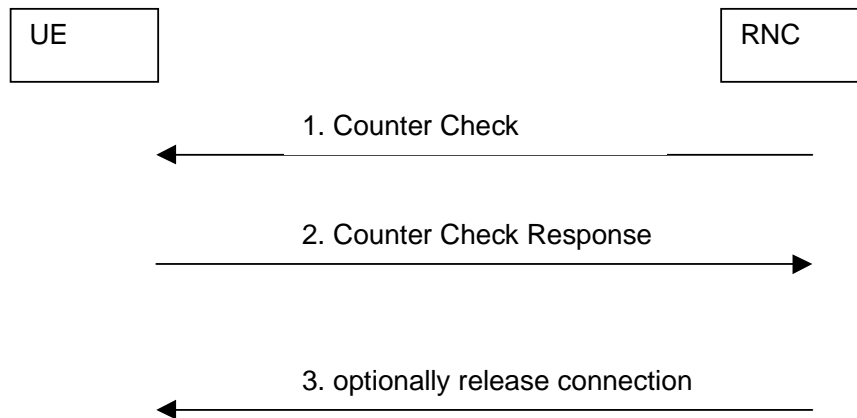 UE
RNC
1. Counter Check
2. Counter Check Response
3. optionally release connection